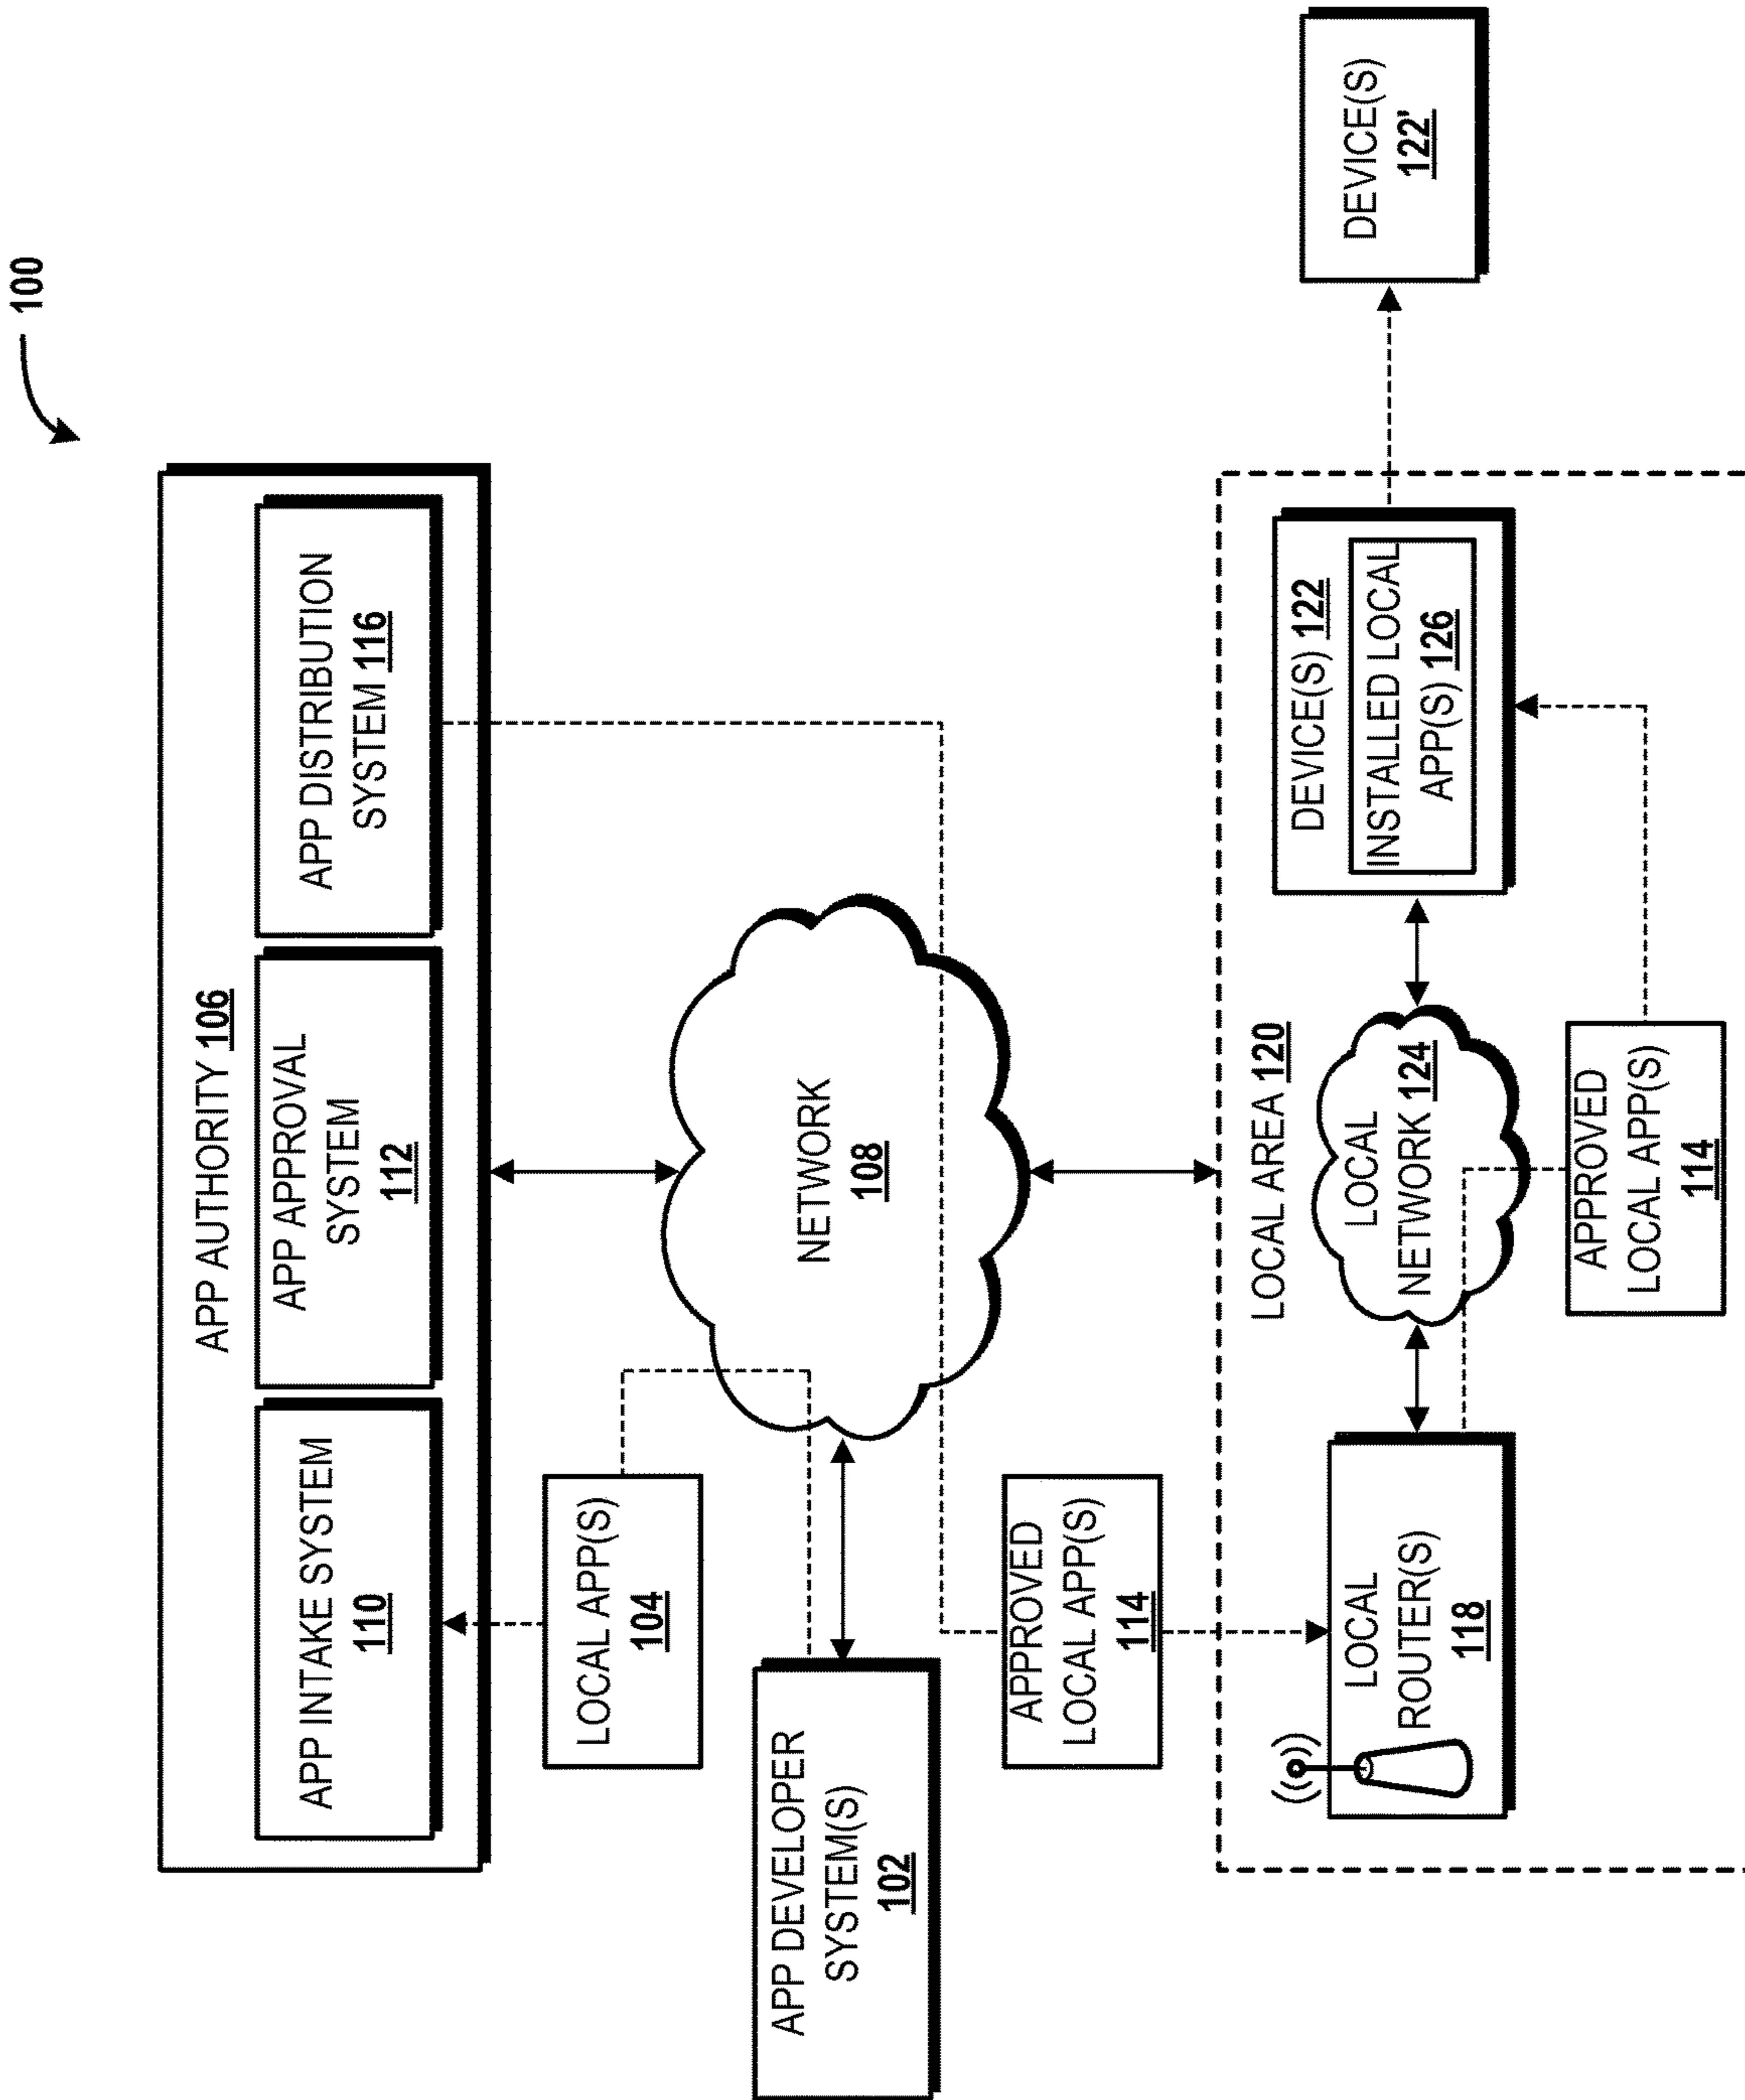 100
APP AUTHORITY 106
APP INTAKE SYSTEM
110
APP APPROVAL
SYSTEM
112
APP DISTRIBUTION
SYSTEM 116
LOCAL APP(S)
104
APP DEVELOPER
SYSTEM(S)
102
NETWORK
108
APPROVED
LOCAL APP(S)
114
LOCAL AREA 120
LOCAL
ROUTER(S)
118
LOCAL
NETWORK 124
DEVICE(S) 122
INSTALLED LOCAL
APP(S) 126
APPROVED
LOCAL APP(S)
114
DEVICE(S)
122'